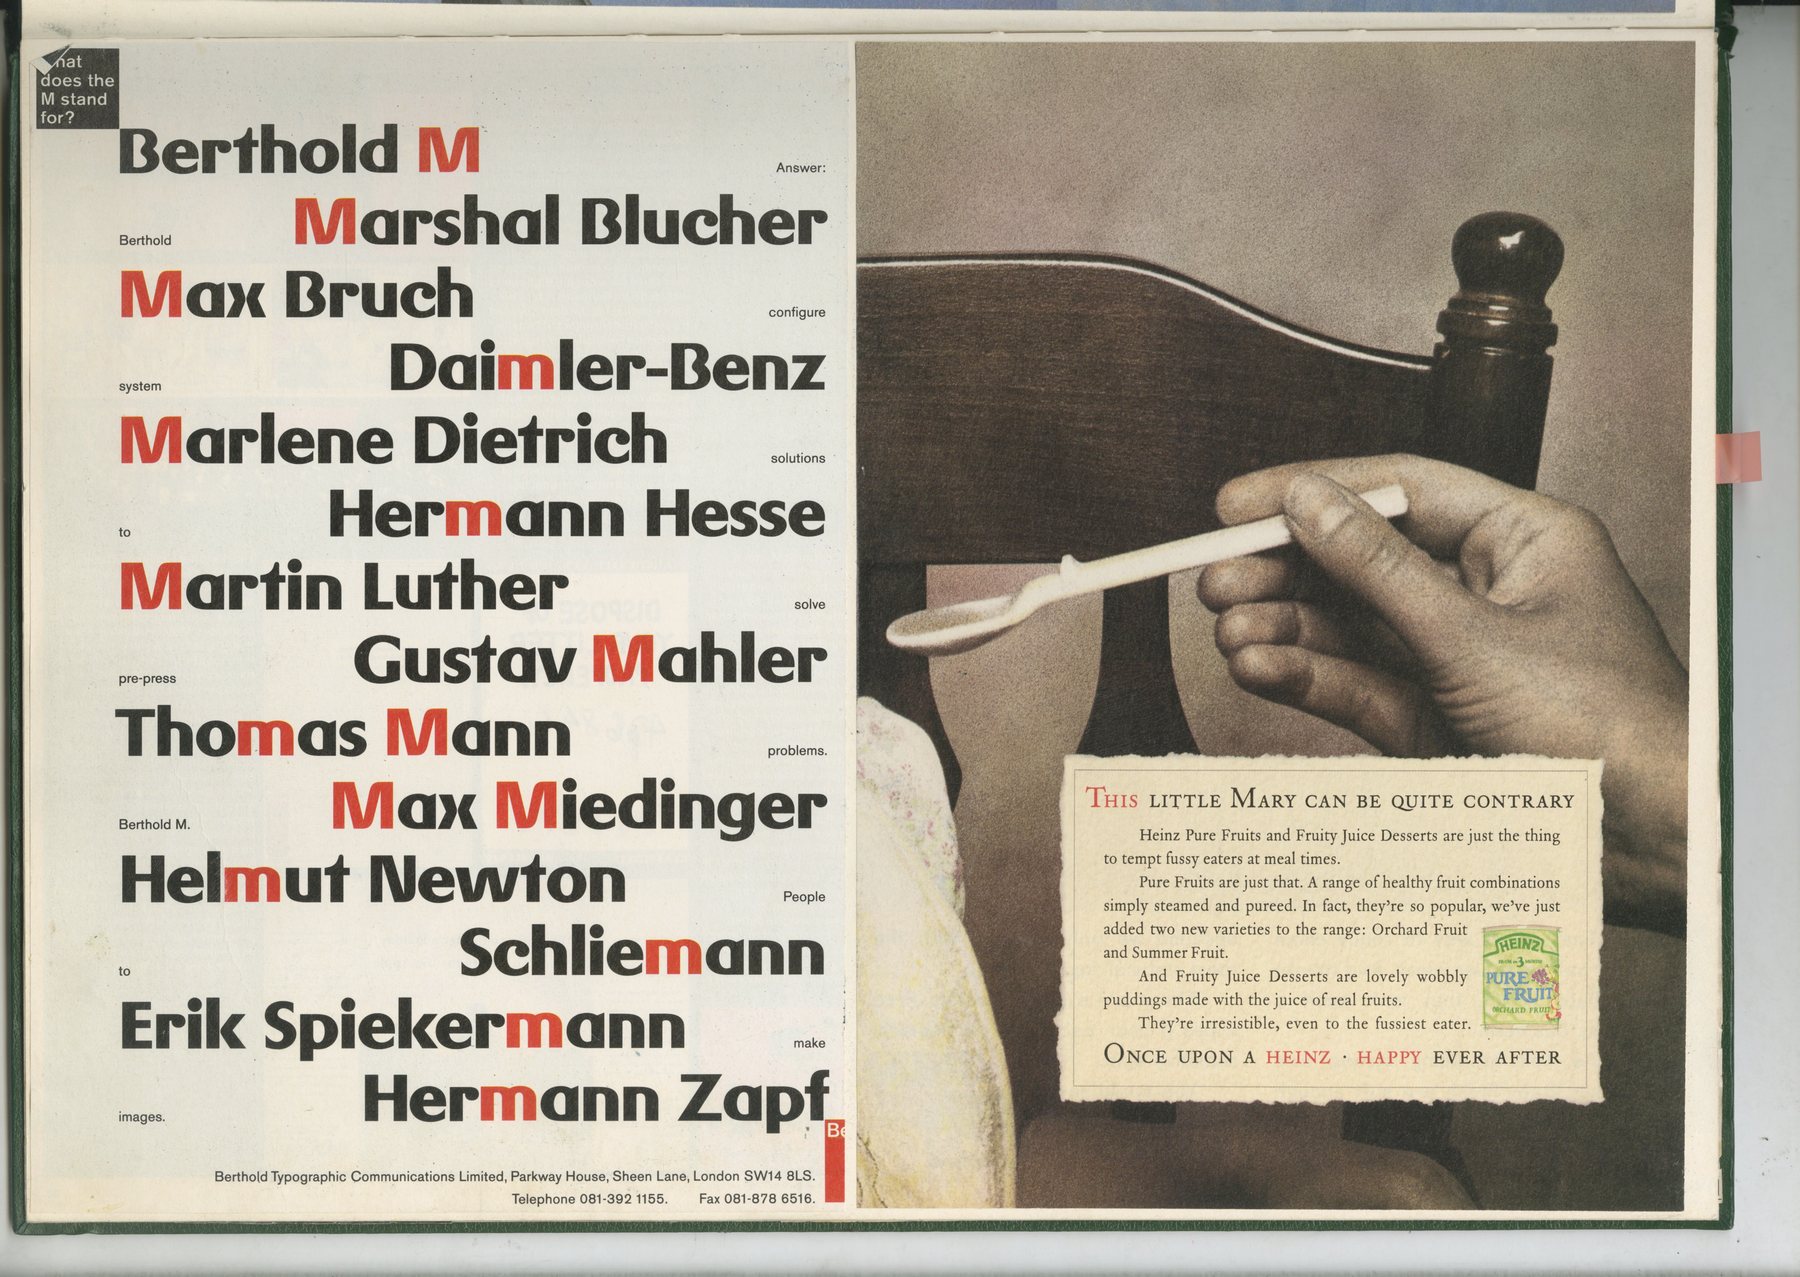 does the
M stand
for?
Berthold M
Answer:
Marshal Blucher
Berthold
Max Bruch
configure
Daimler-Benz
system
Marlene Dietrich
solutions
Hermann Hesse
to
Martin Luther
solve
Gustav Mahler
pre-press
Thomas Mann
problems.
Max Miedinger
Berthold M.
Helmut Newton
People
Schliemann
to
Erik Spiekermann
make
Hermann Zapf
images.
Be
Berthold Typographic Communications Limited, Parkway House, Sheen Lane, London SW14 8LS.
Telephone 081-392 1155. Fax 081-878 6516.
THIS LITTLE MARY CAN BE QUITE CONTRARY
Heinz Pure Fruits and Fruity Juice Desserts are just the thing
to tempt fussy eaters at meal times.
Pure Fruits are just that. A range of healthy fruit combinations
simply steamed and pureed. In fact, they're so popular, we've just
added two new varieties to the range: Orchard Fruit
and Summer Fruit.
And Fruity Juice Desserts are lovely wobbly
puddings made with the juice of real fruits.
They're irresistible, even to the fussiest eater.
HEINZ
FROM 3 MONTHS
PURE
FRUIT
ORCHARD FRUIT
ONCE UPON A HEINZ · HAPPY EVER AFTER